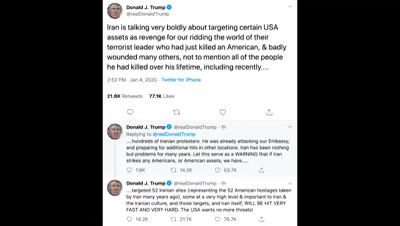 Donald J. Trump
@realDonaldTrump
Iran is talking very boldly about targeting certain USA
assets as revenge for our ridding the world of their
terrorist leader who had just killed an American, & badly
wounded many others, not to mention all of the people
he had killed over his lifetime, including recently....
2:52 PM · Jan 4, 2020 · Twitter for iPhone
21.8K Retweets 77.1K Likes
Donald J. Trump @realDonaldTrump · 1h
Replying to @realDonaldTrump
....hundreds of Iranian protesters. He was already attacking our Embassy,
and preparing for additional hits in other locations. Iran has been nothing
but problems for many years. Let this serve as a WARNING that if Iran
strikes any Americans, or American assets, we have.....
1.8K 14.2K 53.7K
Donald J. Trump @realDonaldTrump · 1h
....targeted 52 Iranian sites (representing the 52 American hostages taken
by Iran many years ago), some at a very high level & important to Iran &
the Iranian culture, and those targets, and Iran itself, WILL BE HIT VERY
FAST AND VERY HARD. The USA wants no more threats!
14.2K 21.7K 76.7K